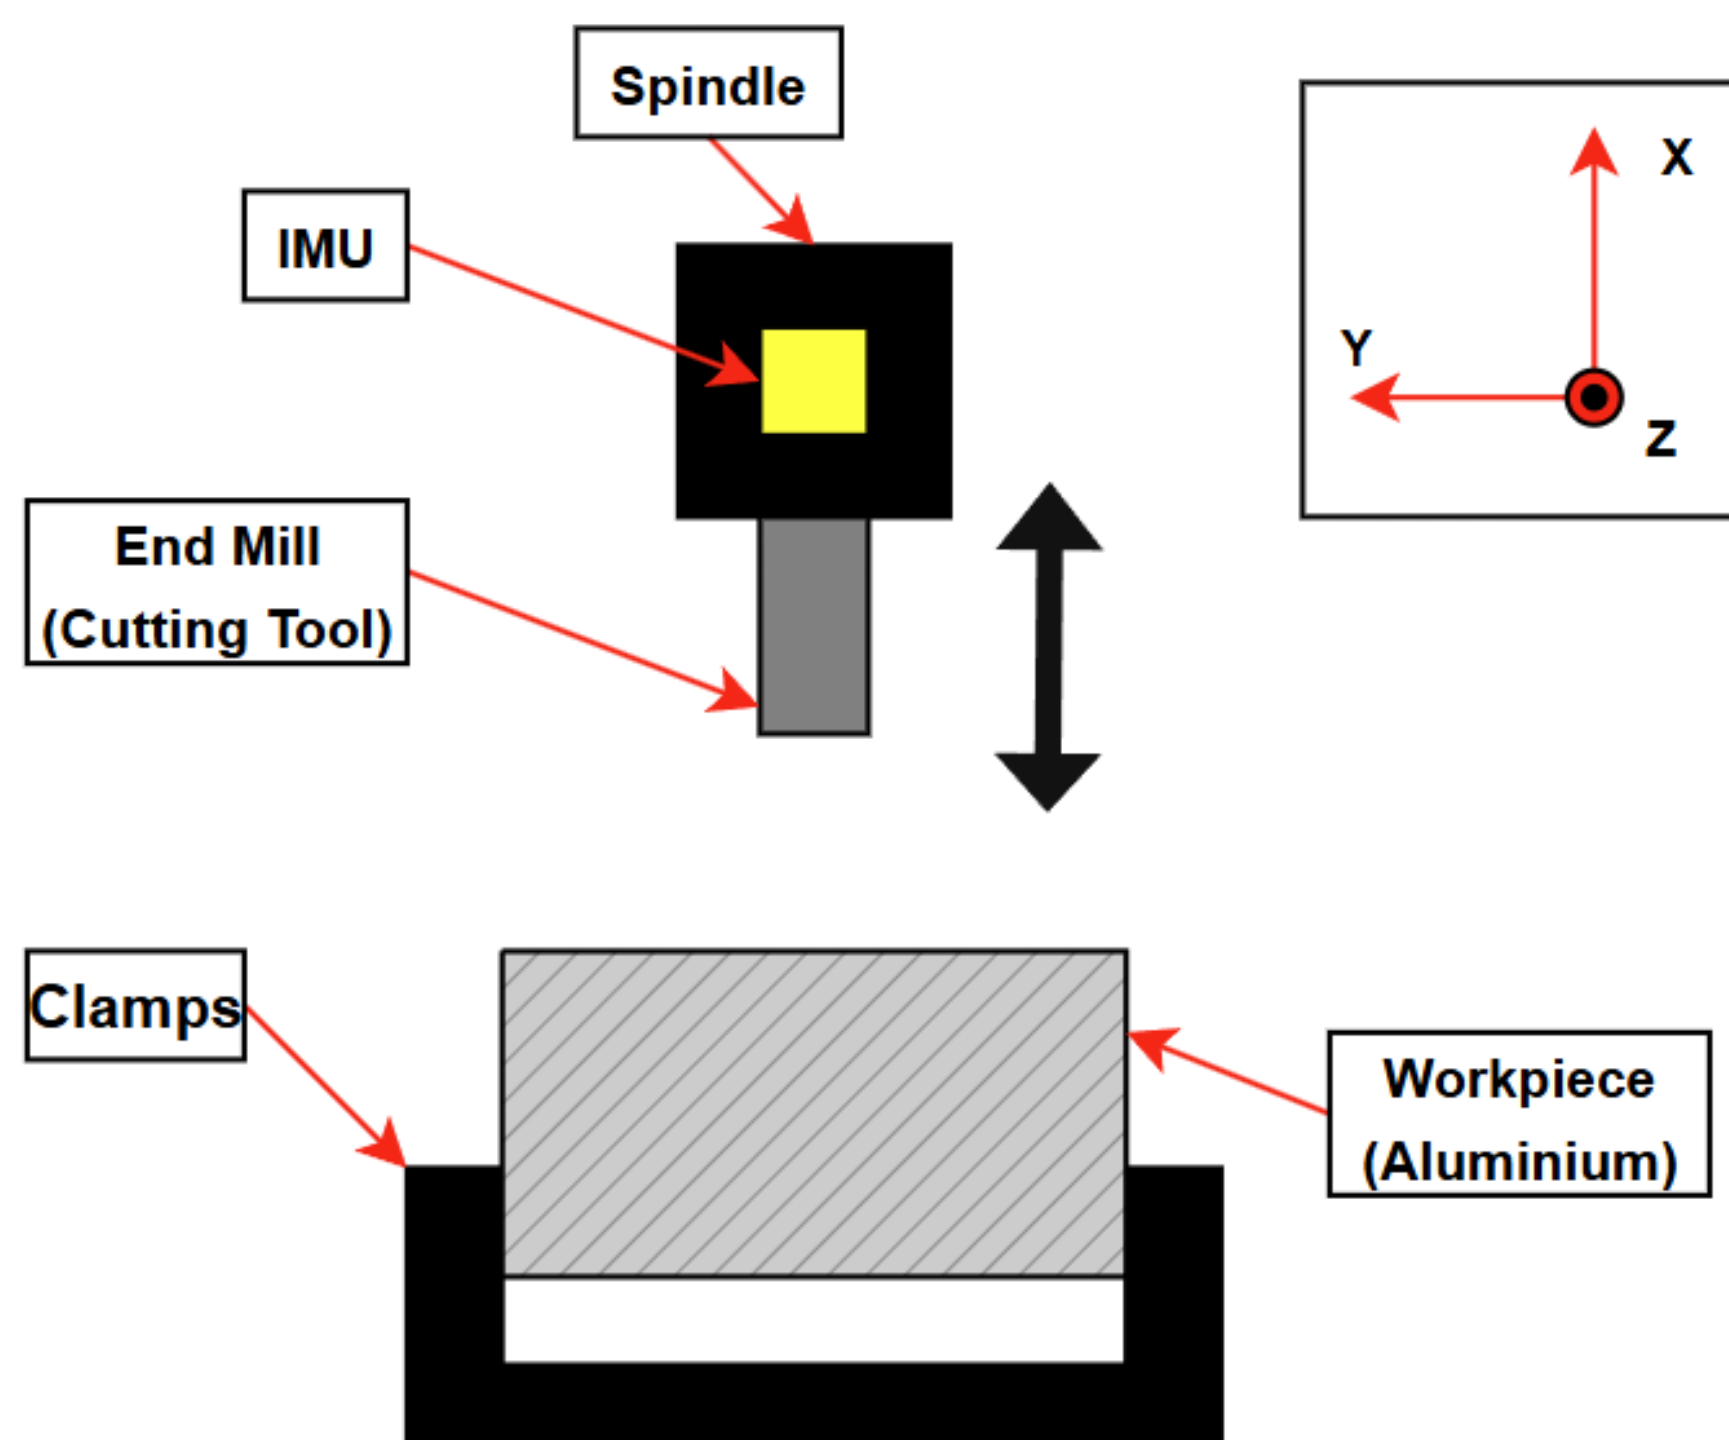 Spindle
IMU
X
Y
Z
End Mill
(Cutting Tool)
Clamps
Workpiece
(Aluminium)